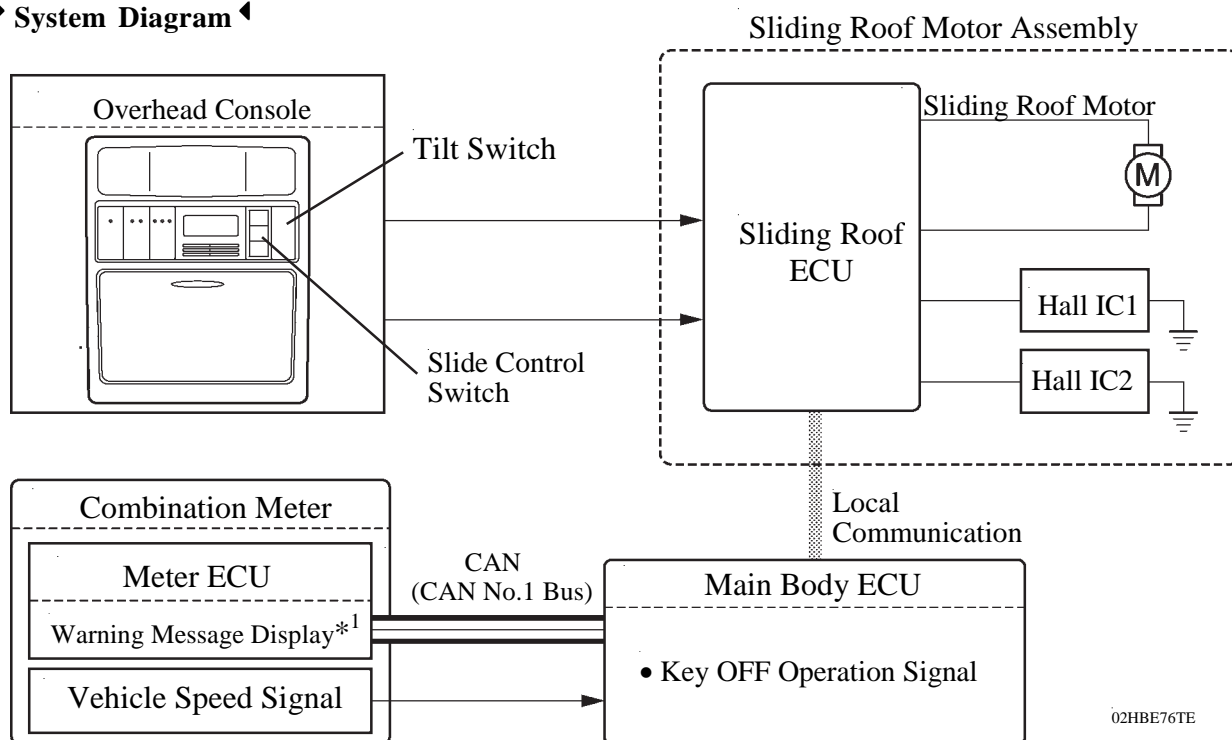 System Diagram
Sliding Roof Motor Assembly
Overhead Console
Tilt Switch
Slide Control
Switch
Sliding Roof
ECU
Sliding Roof Motor
M
Hall IC1
Hall IC2
Local
Communication
Combination Meter
Meter ECU
Warning Message Display*1
Vehicle Speed Signal
CAN
(CAN No.1 Bus)
Main Body ECU
• Key OFF Operation Signal
02HBE76TE